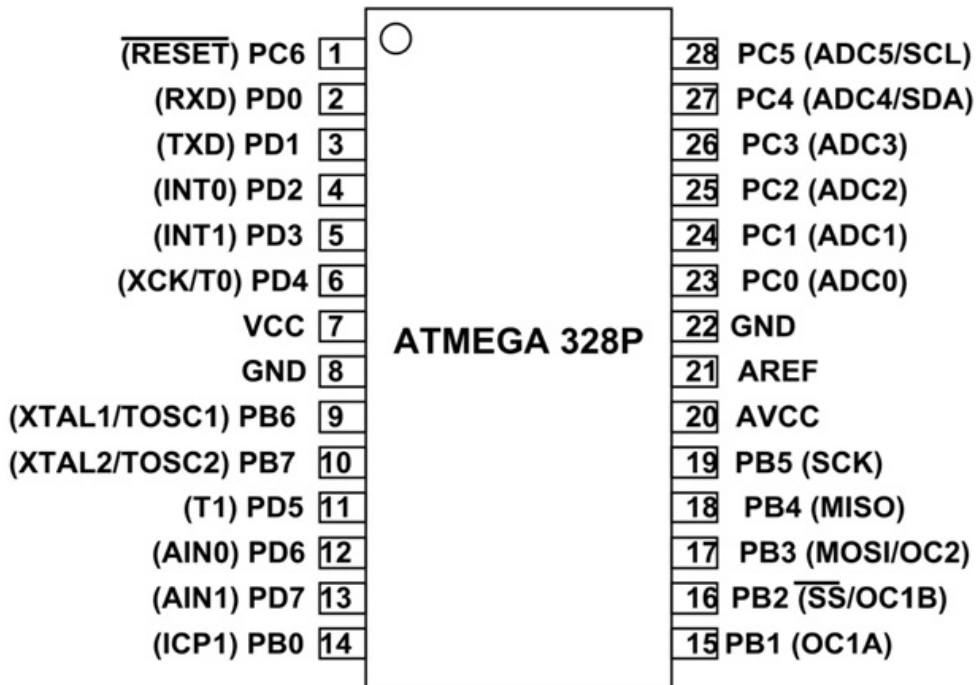 (RESET) PC6 1
(RXD) PD0 2
(TXD) PD1 3
(INT0) PD2 4
(INT1) PD3 5
(XCK/T0) PD4 6
VCC 7
GND 8
(XTAL1/TOSC1) PB6 9
(XTAL2/TOSC2) PB7 10
(T1) PD5 11
(AIN0) PD6 12
(AIN1) PD7 13
(ICP1) PB0 14
ATMEGA 328P
28 PC5 (ADC5/SCL)
27 PC4 (ADC4/SDA)
26 PC3 (ADC3)
25 PC2 (ADC2)
24 PC1 (ADC1)
23 PC0 (ADC0)
22 GND
21 AREF
20 AVCC
19 PB5 (SCK)
18 PB4 (MISO)
17 PB3 (MOSI/OC2)
16 PB2 (SS/OC1B)
15 PB1 (OC1A)